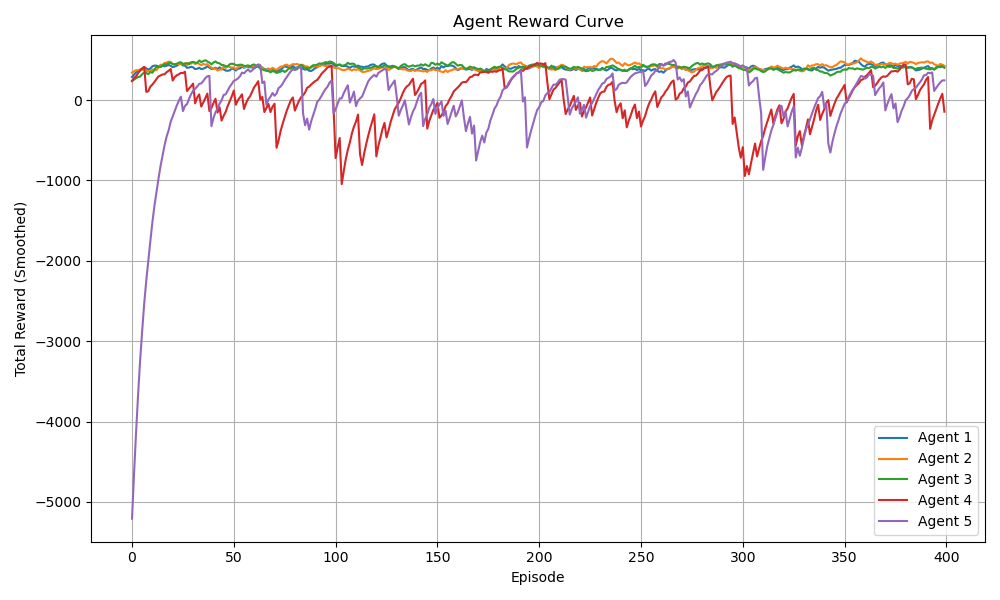 Agent Reward Curve
Total Reward (Smoothed)
0
−1000
−2000
−3000
−4000
−5000
0 50 100 150 200 250 300 350 400
Episode
Agent 1
Agent 2
Agent 3
Agent 4
Agent 5